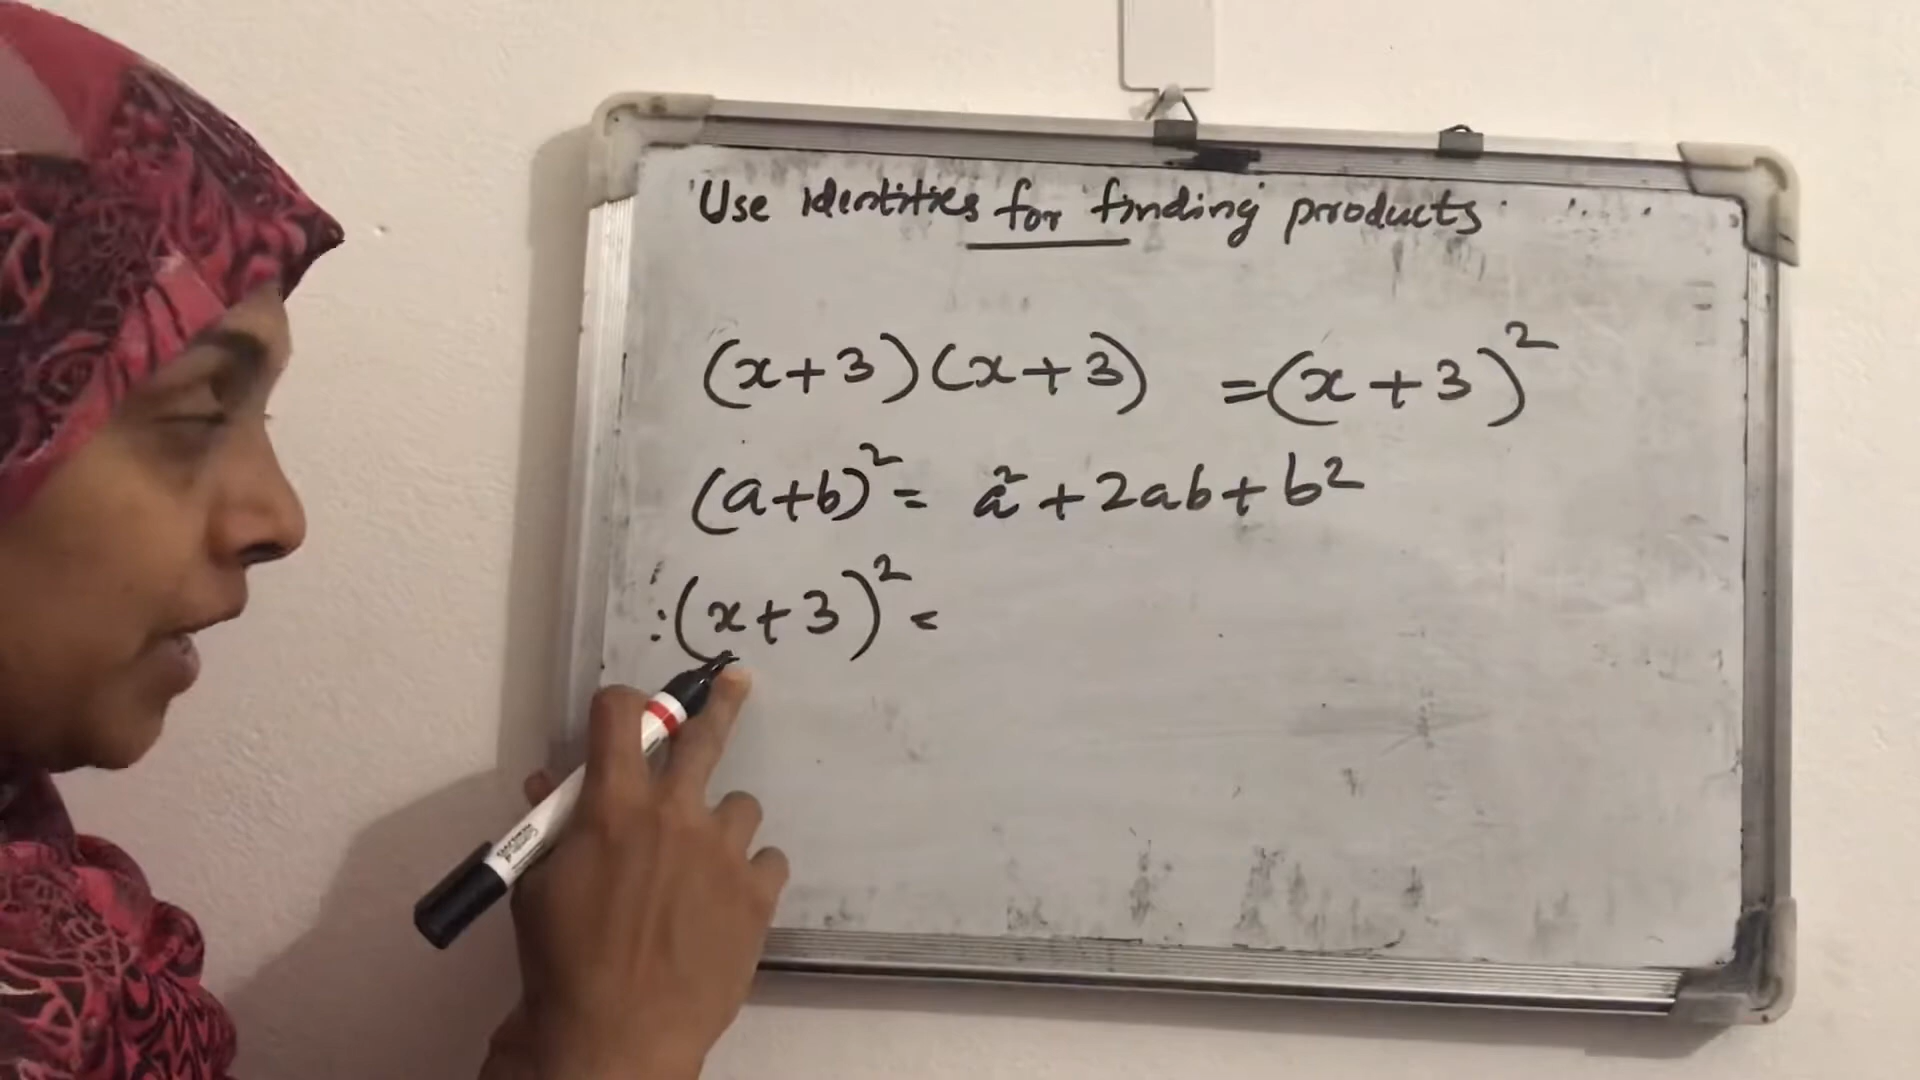 Use identities for finding products
(x+3)(x+3) =(x+3)²
(a+b)² = a²+2ab+b²
:(x+3)² =